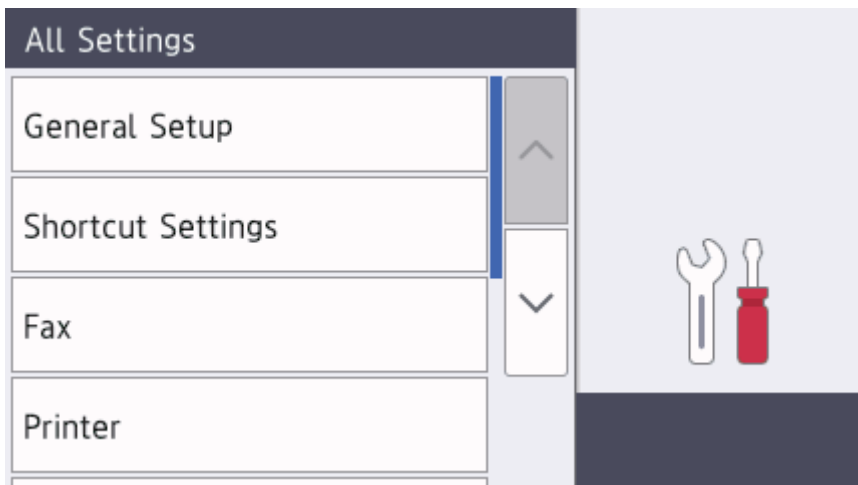 All Settings
General Setup
Shortcut Settings
Fax
Printer